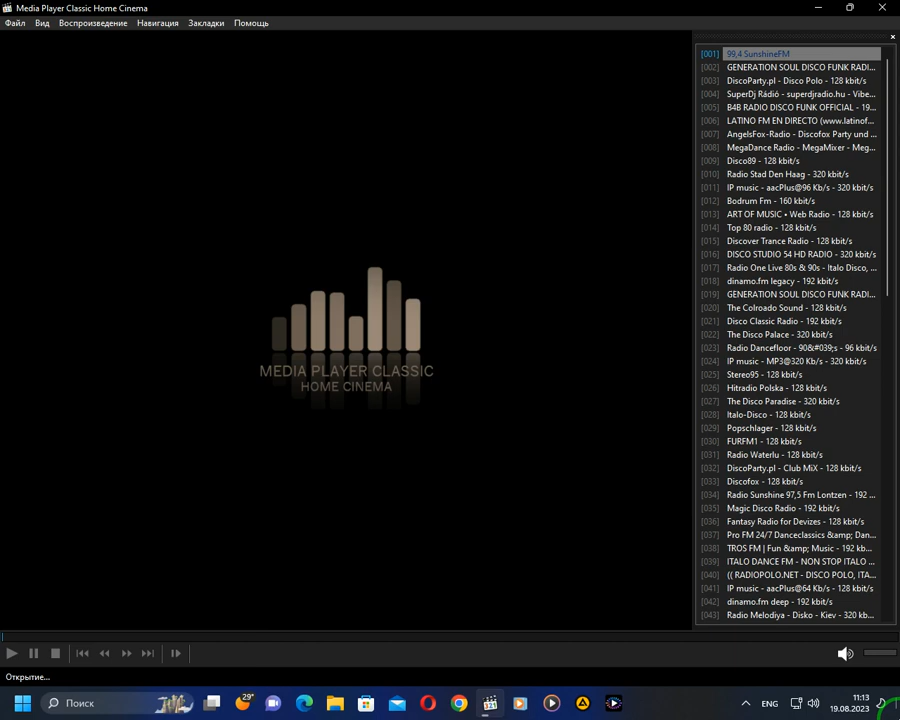 Media Player Classic Home Cinema
Файл Вид Воспроизведение Навигация Закладки Помощь
[001] 99,4 SunshineFM
[002] GENERATION SOUL DISCO FUNK RADI...
[003] DiscoParty.pl - Disco Polo - 128 kbit/s
[004] SuperDj Rádió - superdjradio.hu - Vibe...
[005] B4B RADIO DISCO FUNK OFFICIAL - 19...
[006] LATINO FM EN DIRECTO (www.latinof...
[007] AngelsFox-Radio - Discofox Party und ...
[008] MegaDance Radio - MegaMixer - Meg...
[009] Disco89 - 128 kbit/s
[010] Radio Stad Den Haag - 320 kbit/s
[011] IP music - aacPlus@96 Kb/s - 320 kbit/s
[012] Bodrum Fm - 160 kbit/s
[013] ART OF MUSIC • Web Radio - 128 kbit/s
[014] Top 80 radio - 128 kbit/s
[015] Discover Trance Radio - 128 kbit/s
[016] DISCO STUDIO 54 HD RADIO - 320 kbit/s
[017] Radio One Live 80s & 90s - Italo Disco, ...
[018] dinamo.fm legacy - 192 kbit/s
[019] GENERATION SOUL DISCO FUNK RADI...
[020] The Colroado Sound - 128 kbit/s
[021] Disco Classic Radio - 192 kbit/s
[022] The Disco Palace - 320 kbit/s
[023] Radio Dancefloor - 90&#039;s - 96 kbit/s
[024] IP music - MP3@320 Kb/s - 320 kbit/s
[025] Stereo95 - 128 kbit/s
[026] Hitradio Polska - 128 kbit/s
[027] The Disco Paradise - 320 kbit/s
[028] Italo-Disco - 128 kbit/s
[029] Popschlager - 128 kbit/s
[030] FURFM1 - 128 kbit/s
[031] Radio Waterlu - 128 kbit/s
[032] DiscoParty.pl - Club MiX - 128 kbit/s
[033] Discofox - 128 kbit/s
[034] Radio Sunshine 97,5 Fm Lontzen - 192 ...
[035] Magic Disco Radio - 192 kbit/s
[036] Fantasy Radio for Devizes - 128 kbit/s
[037] Pro FM 24/7 Danceclassics &amp; Dan...
[038] TROS FM | Fun &amp; Music - 192 kb...
[039] ITALO DANCE FM - NON STOP ITALO ...
[040] (( RADIOPOLO.NET - DISCO POLO, ITA...
[041] IP music - aacPlus@64 Kb/s - 128 kbit/s
[042] dinamo.fm deep - 192 kbit/s
[043] Radio Melodiya - Disko - Kiev - 320 kb...
MEDIA PLAYER CLASSIC
HOME CINEMA
Открытие...
Поиск
29°
321
ENG
11:13
18.08.2023